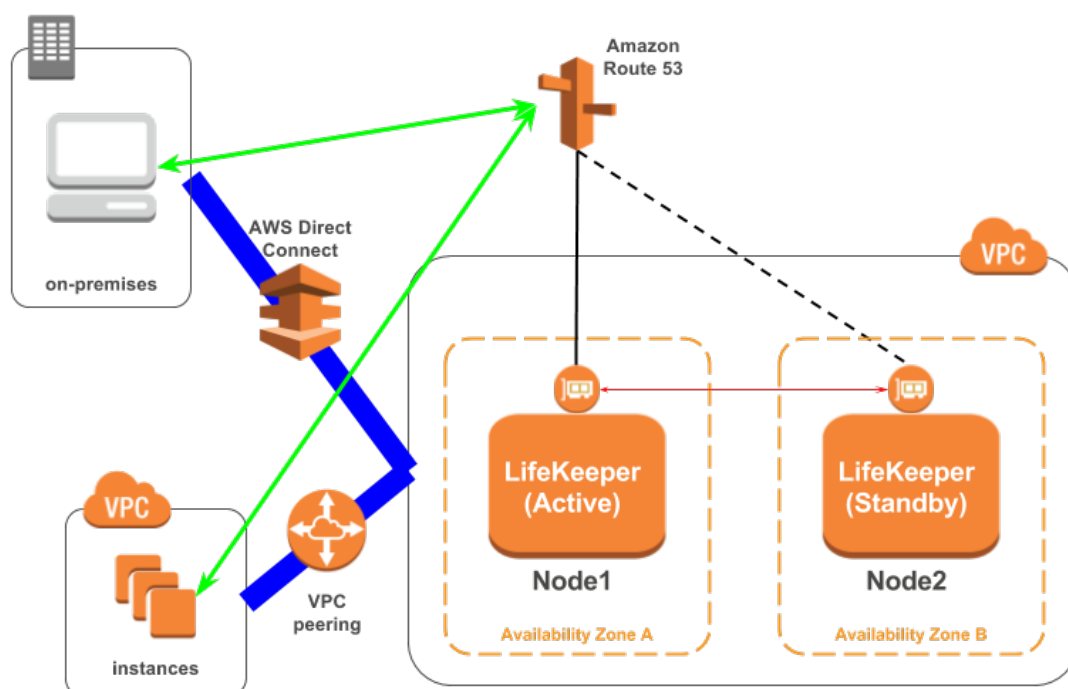 Amazon
Route 53
on-premises
AWS Direct
Connect
VPC
LifeKeeper
(Active)
Node1
Availability Zone A
LifeKeeper
(Standby)
Node2
Availability Zone B
VPC
instances
VPC
peering